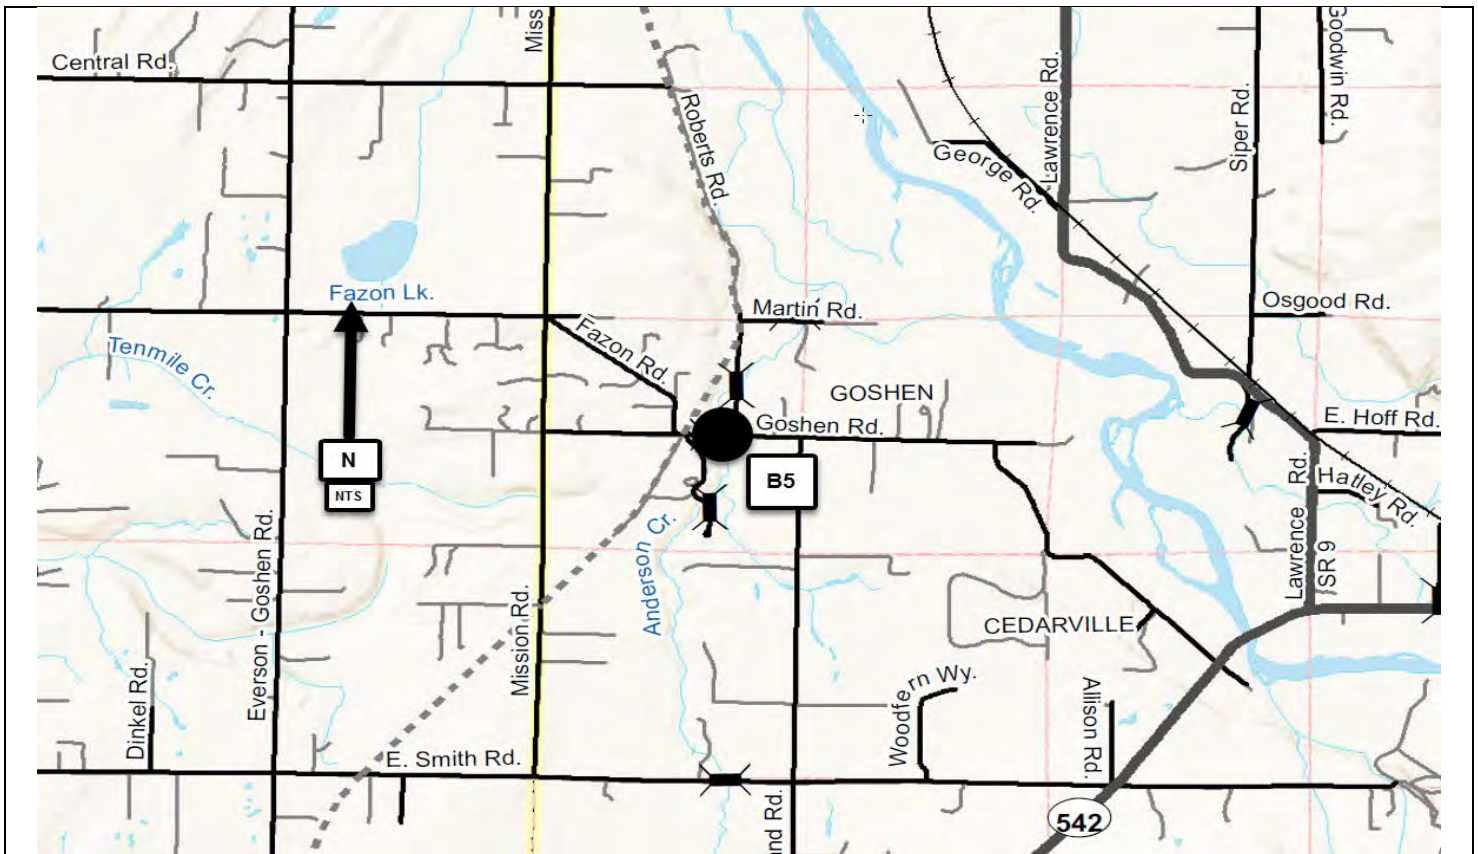 Miss
Goodwin Rd.
Central Rd.
Lawrence Rd.
Siper Rd.
Roberts Rd.
George Rd.
Fazon Lk.
Martin Rd.
Osgood Rd.
Tenmile Cr.
Fazon Rd.
GOSHEN
Goshen Rd.
E. Hoff Rd.
N
NTS
B5
Hatley Rd.
Lawrence Rd.
SR 9
Everson - Goshen Rd.
Anderson Cr.
Mission Rd.
CEDARVILLE
Dinkel Rd.
Woodfern Wy.
Allison Rd.
E. Smith Rd.
nd Rd.
542